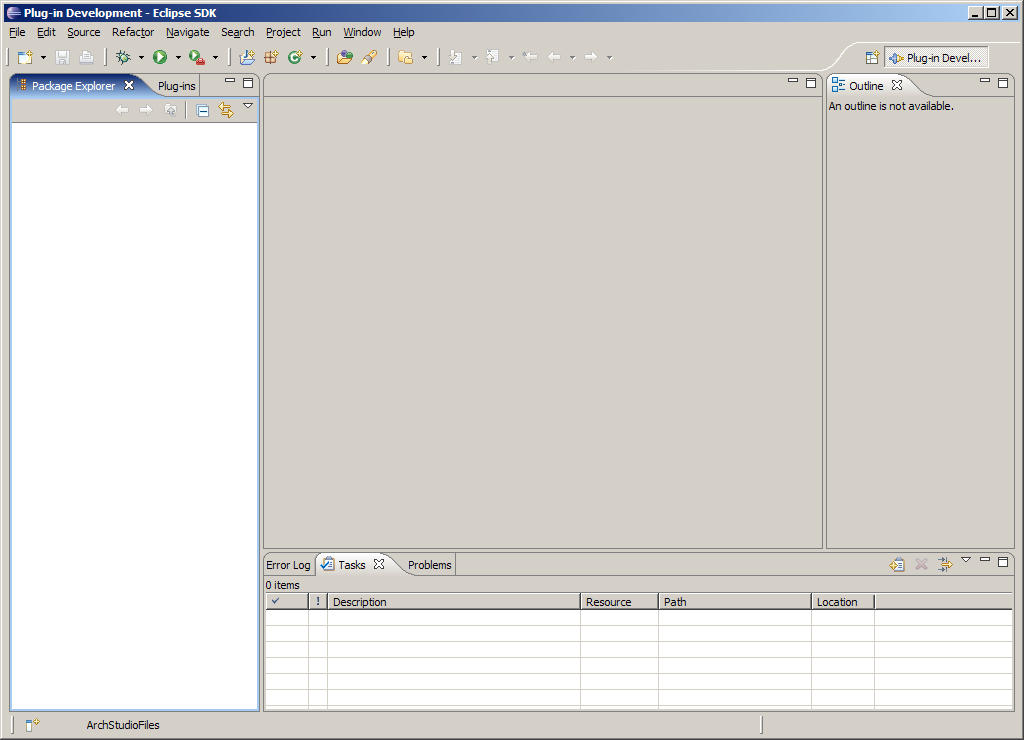 Plug-in Development - Eclipse SDK
File Edit Source Refactor Navigate Search Project Run Window Help
Plug-in Devel...
Package Explorer Plug-ins
Outline
An outline is not available.
Error Log Tasks Problems
0 items
! Description Resource Path Location
ArchStudioFiles